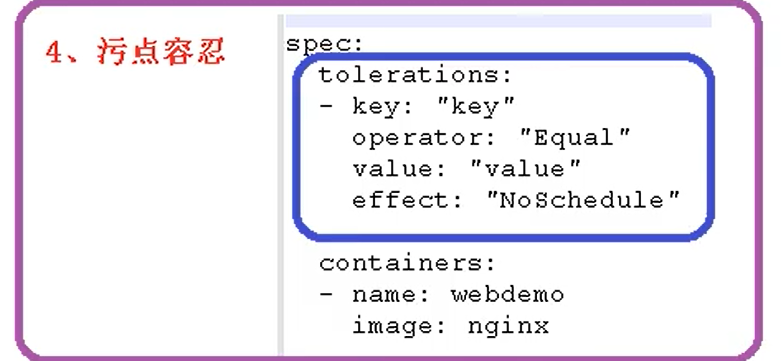 4、污点容忍
spec:
  tolerations:
  - key: "key"
    operator: "Equal"
    value: "value"
    effect: "NoSchedule"
  containers:
  - name: webdemo
    image: nginx